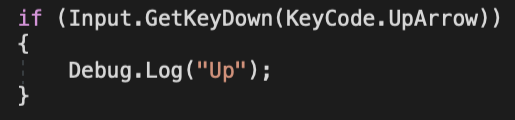 if (Input.GetKeyDown(KeyCode.UpArrow))
{
    Debug.Log("Up");
}